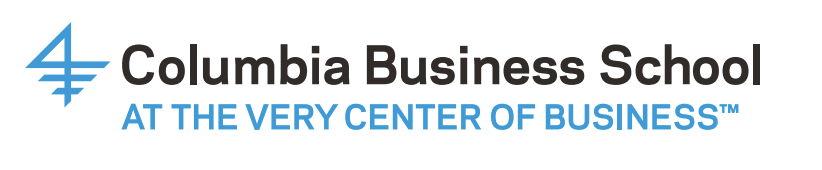 Columbia Business School
AT THE VERY CENTER OF BUSINESS™